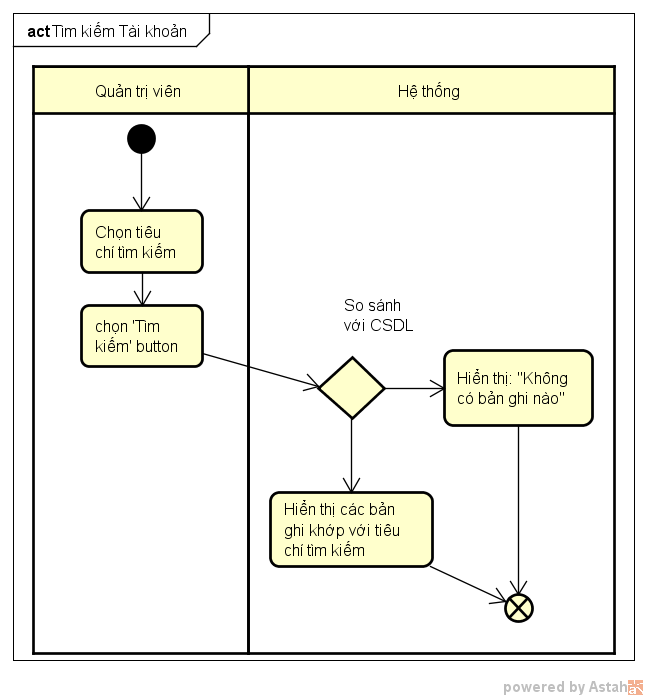 act Tìm kiếm Tài khoản
Quản trị viên
Hệ thống
Chọn tiêu
chí tìm kiếm
chọn 'Tìm
kiếm' button
So sánh
với CSDL
Hiển thị: "Không
có bản ghi nào"
Hiển thị các bản
ghi khớp với tiêu
chí tìm kiếm
powered by Astah